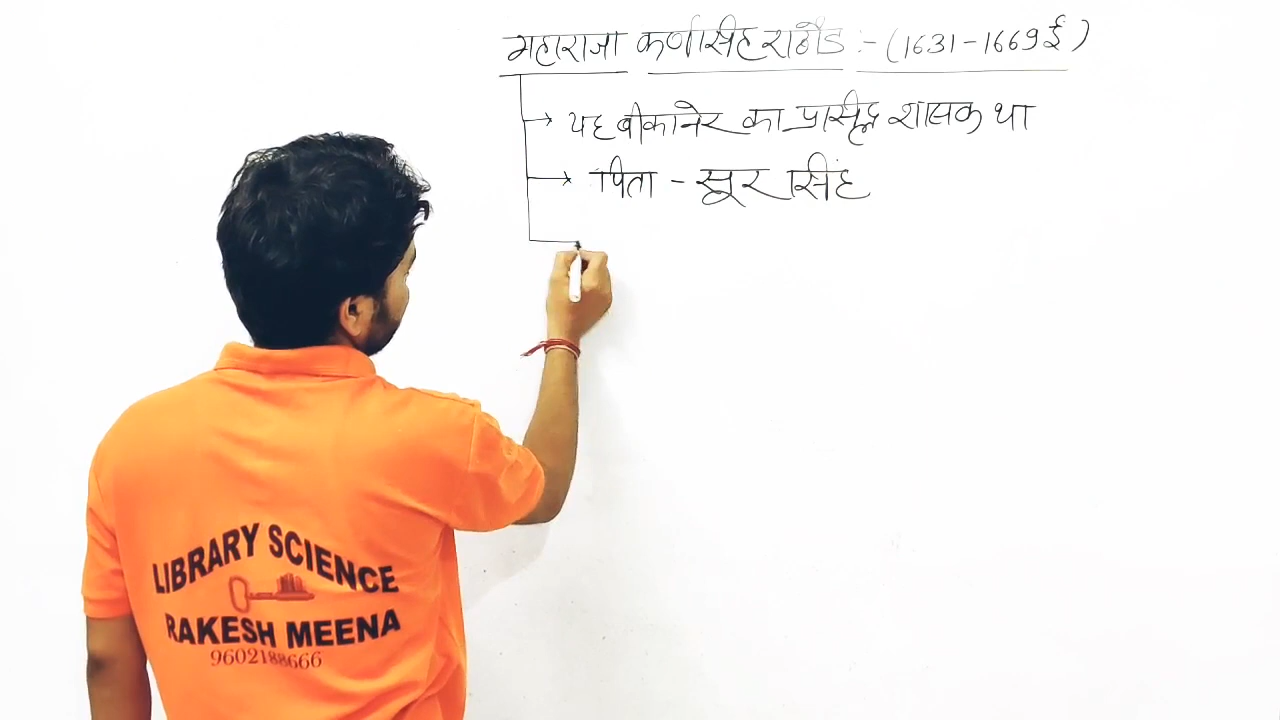 महाराजा कर्णसिंह राठौड :- (1631-1669ई)
→ यह बीकानेर का प्रसिद्ध शासक था
→ पिता - सूर सिंह
LIBRARY SCIENCE
RAKESH MEENA
9602188666